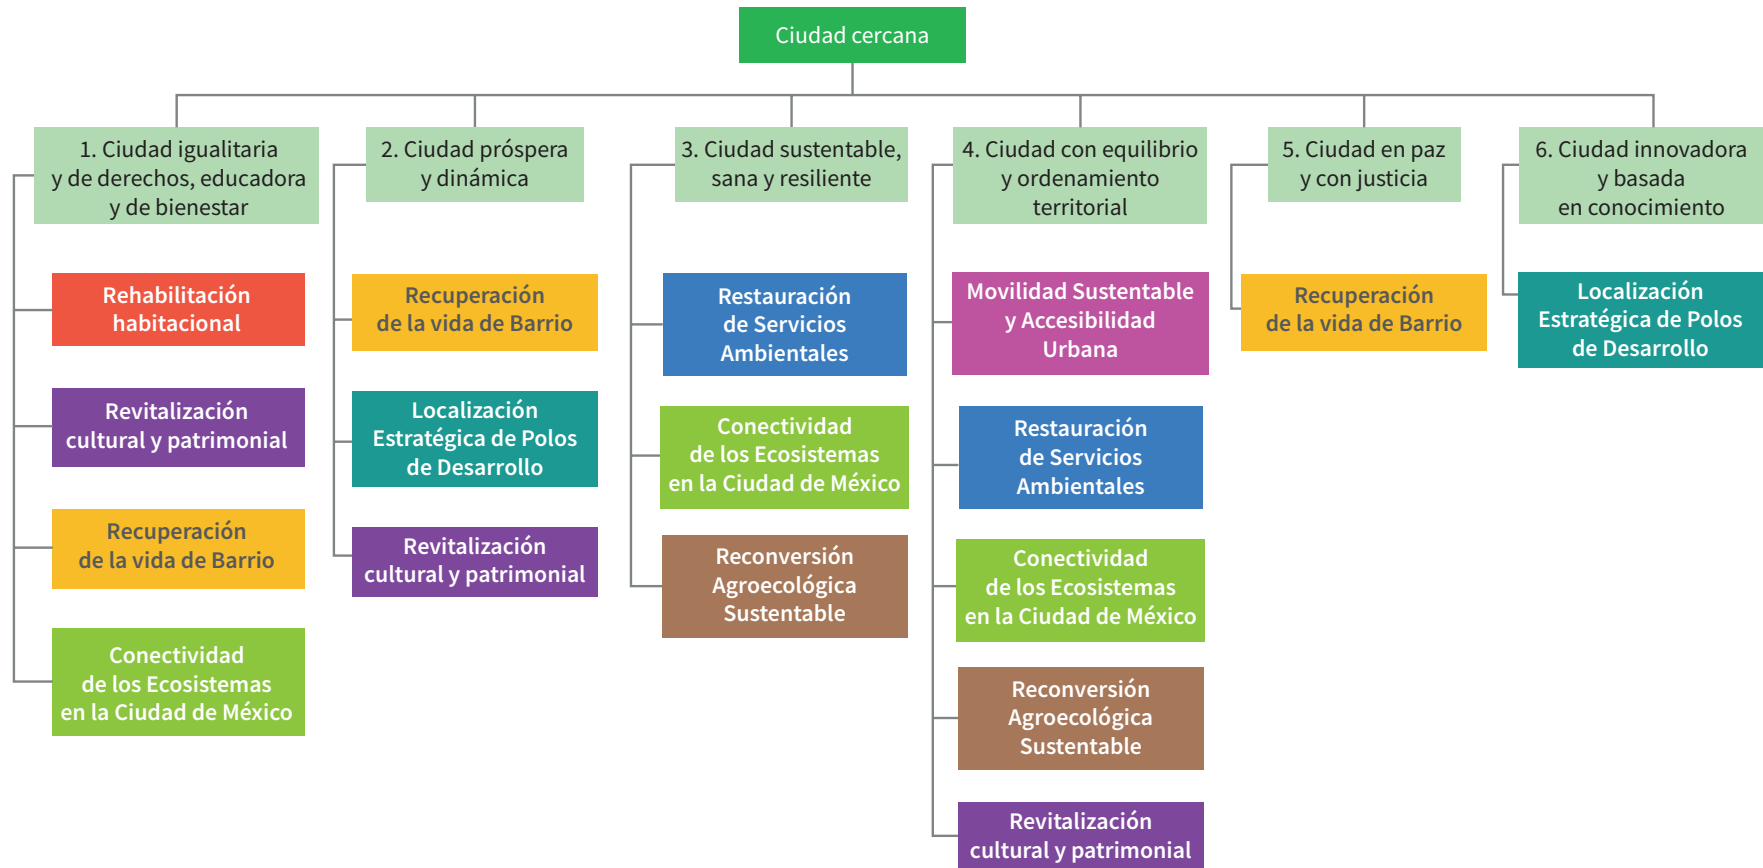 Ciudad cercana
1. Ciudad igualitaria
y de derechos, educadora
y de bienestar
Rehabilitación
habitacional
Revitalización
cultural y patrimonial
Recuperación
de la vida de Barrio
Conectividad
de los Ecosistemas
en la Ciudad de México
2. Ciudad próspera
y dinámica
Recuperación
de la vida de Barrio
Localización
Estratégica de Polos
de Desarrollo
Revitalización
cultural y patrimonial
3. Ciudad sustentable,
sana y resiliente
Restauración
de Servicios
Ambientales
Conectividad
de los Ecosistemas
en la Ciudad de México
Reconversión
Agroecológica
Sustentable
4. Ciudad con equilibrio
y ordenamiento
territorial
Movilidad Sustentable
y Accesibilidad
Urbana
Restauración
de Servicios
Ambientales
Conectividad
de los Ecosistemas
en la Ciudad de México
Reconversión
Agroecológica
Sustentable
Revitalización
cultural y patrimonial
5. Ciudad en paz
y con justicia
Recuperación
de la vida de Barrio
6. Ciudad innovadora
y basada
en conocimiento
Localización
Estratégica de Polos
de Desarrollo